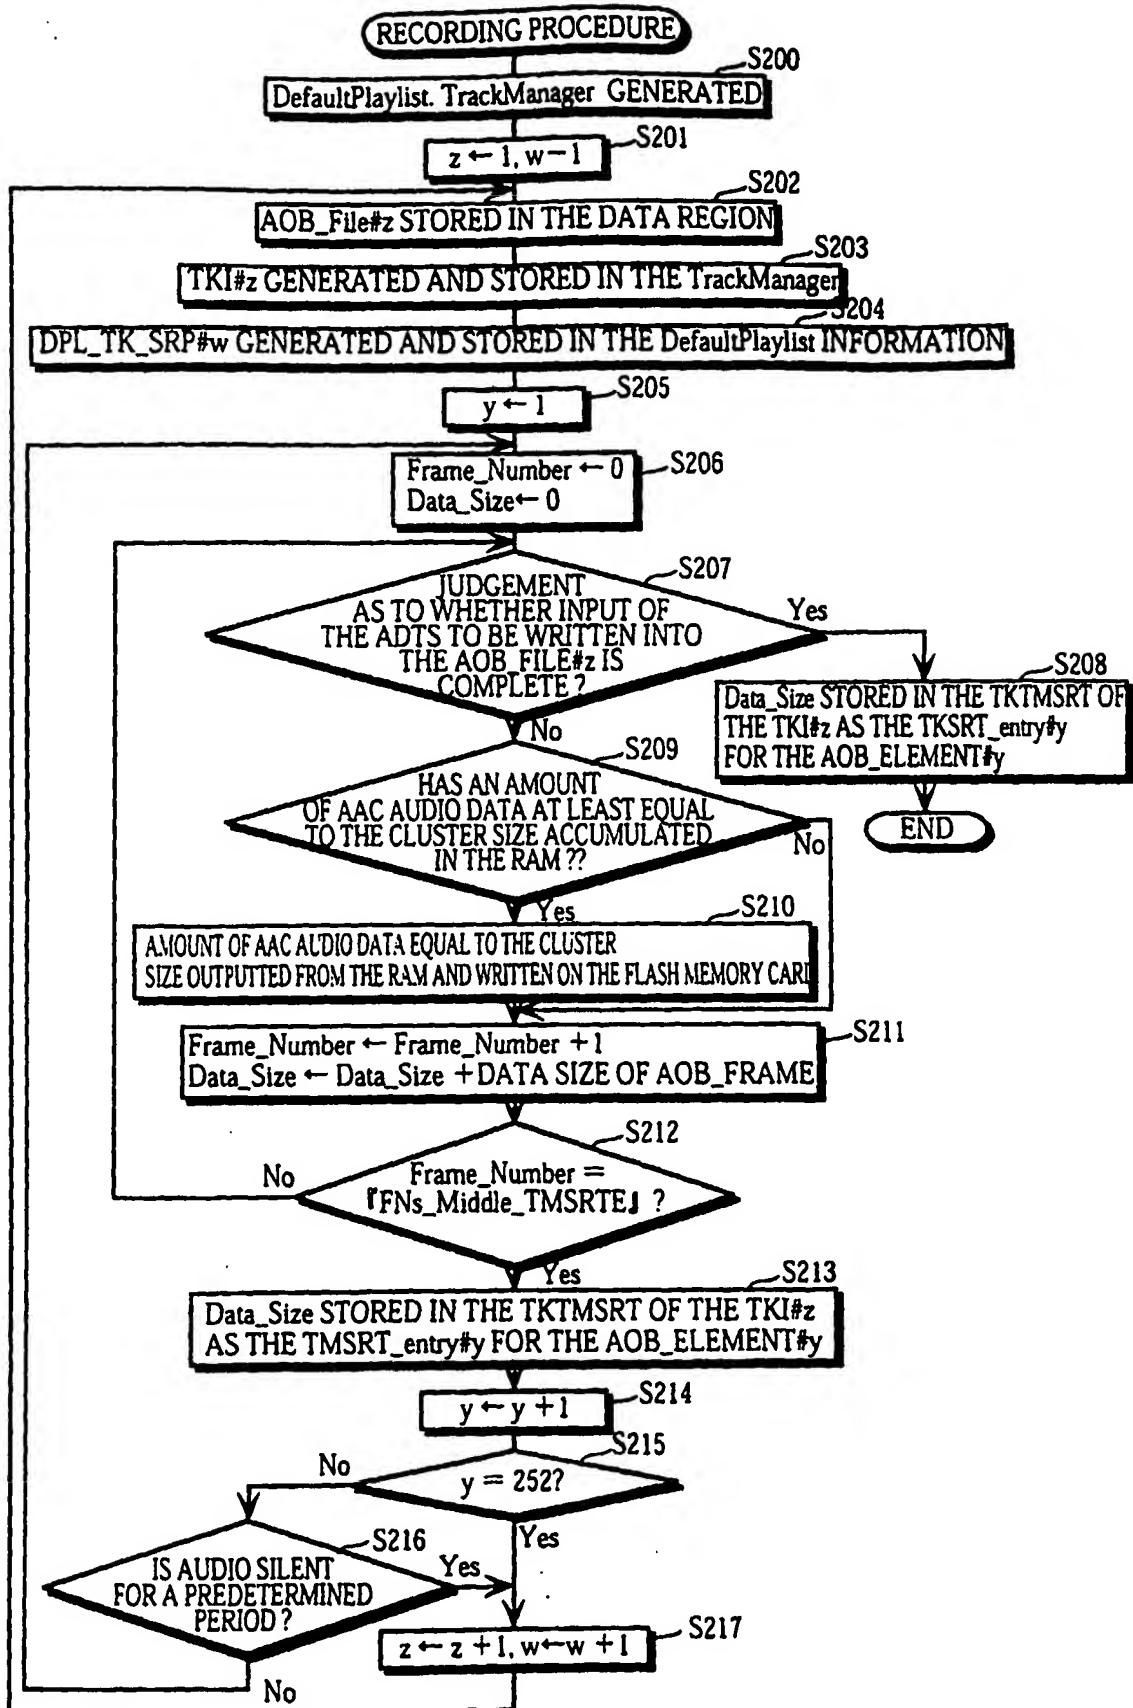 RECORDING PROCEDURE
S200
DefaultPlaylist. TrackManager GENERATED
S201
z ← 1, w−1
S202
AOB_File#z STORED IN THE DATA REGION
S203
TKI#z GENERATED AND STORED IN THE TrackManager
S204
DPL_TK_SRP#w GENERATED AND STORED IN THE DefaultPlaylist INFORMATION
S205
y ← 1
S206
Frame_Number ← 0
Data_Size ← 0
S207
JUDGEMENT
AS TO WHETHER INPUT OF
THE ADTS TO BE WRITTEN INTO
THE AOB_FILE#z IS
COMPLETE ?
Yes
No
S208
Data_Size STORED IN THE TKTMSRT OF
THE TKI#z AS THE TKSRT_entry#y
FOR THE AOB_ELEMENT#y
END
S209
HAS AN AMOUNT
OF AAC AUDIO DATA AT LEAST EQUAL
TO THE CLUSTER SIZE ACCUMULATED
IN THE RAM ??
No
Yes
S210
AMOUNT OF AAC AUDIO DATA EQUAL TO THE CLUSTER
SIZE OUTPUTTED FROM THE RAM AND WRITTEN ON THE FLASH MEMORY CARD
S211
Frame_Number ← Frame_Number +1
Data_Size ← Data_Size +DATA SIZE OF AOB_FRAME
S212
Frame_Number =
『FNs_Middle_TMSRTE』 ?
No
Yes
S213
Data_Size STORED IN THE TKTMSRT OF THE TKI#z
AS THE TMSRT_entry#y FOR THE AOB_ELEMENT#y
S214
y ← y +1
S215
y = 252?
No
Yes
S216
IS AUDIO SILENT
FOR A PREDETERMINED
PERIOD ?
Yes
No
S217
z ← z +1, w←w +1